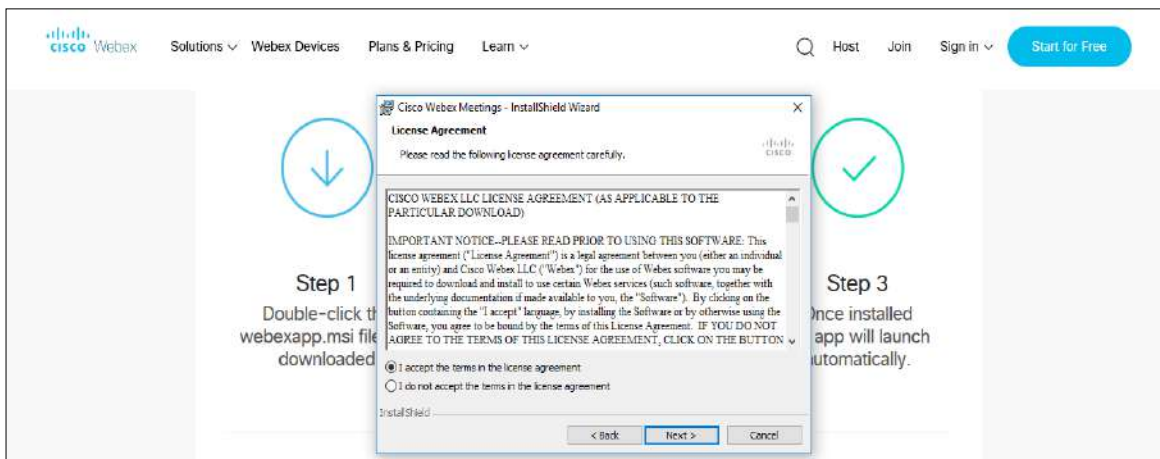 CISCO Webex Solutions Webex Devices Plans & Pricing Learn Host Join Sign in Start for Free
Cisco Webex Meetings - InstallShield Wizard
License Agreement
Please read the following license agreement carefully.
CISCO
CISCO WEBEX LLC LICENSE AGREEMENT (AS APPLICABLE TO THE
PARTICULAR DOWNLOAD)
IMPORTANT NOTICE--PLEASE READ PRIOR TO USING THIS SOFTWARE: This
license agreement ("License Agreement") is a legal agreement between you (either an individual
or an entity) and Cisco Webex LLC ("Webex") for the use of Webex software you may be
required to download and install to use certain Webex services (such software, together with
the underlying documentation if made available to you, the "Software"). By clicking on the
button containing the "I accept" language, by installing the Software or by otherwise using the
Software, you agree to be bound by the terms of this License Agreement. IF YOU DO NOT
AGREE TO THE TERMS OF THIS LICENSE AGREEMENT, CLICK ON THE BUTTON
I accept the terms in the license agreement
I do not accept the terms in the license agreement
InstallShield
< Back Next > Cancel
Step 1
Double-click th
webexapp.msi file
downloaded
Step 3
Once installed
app will launch
automatically.